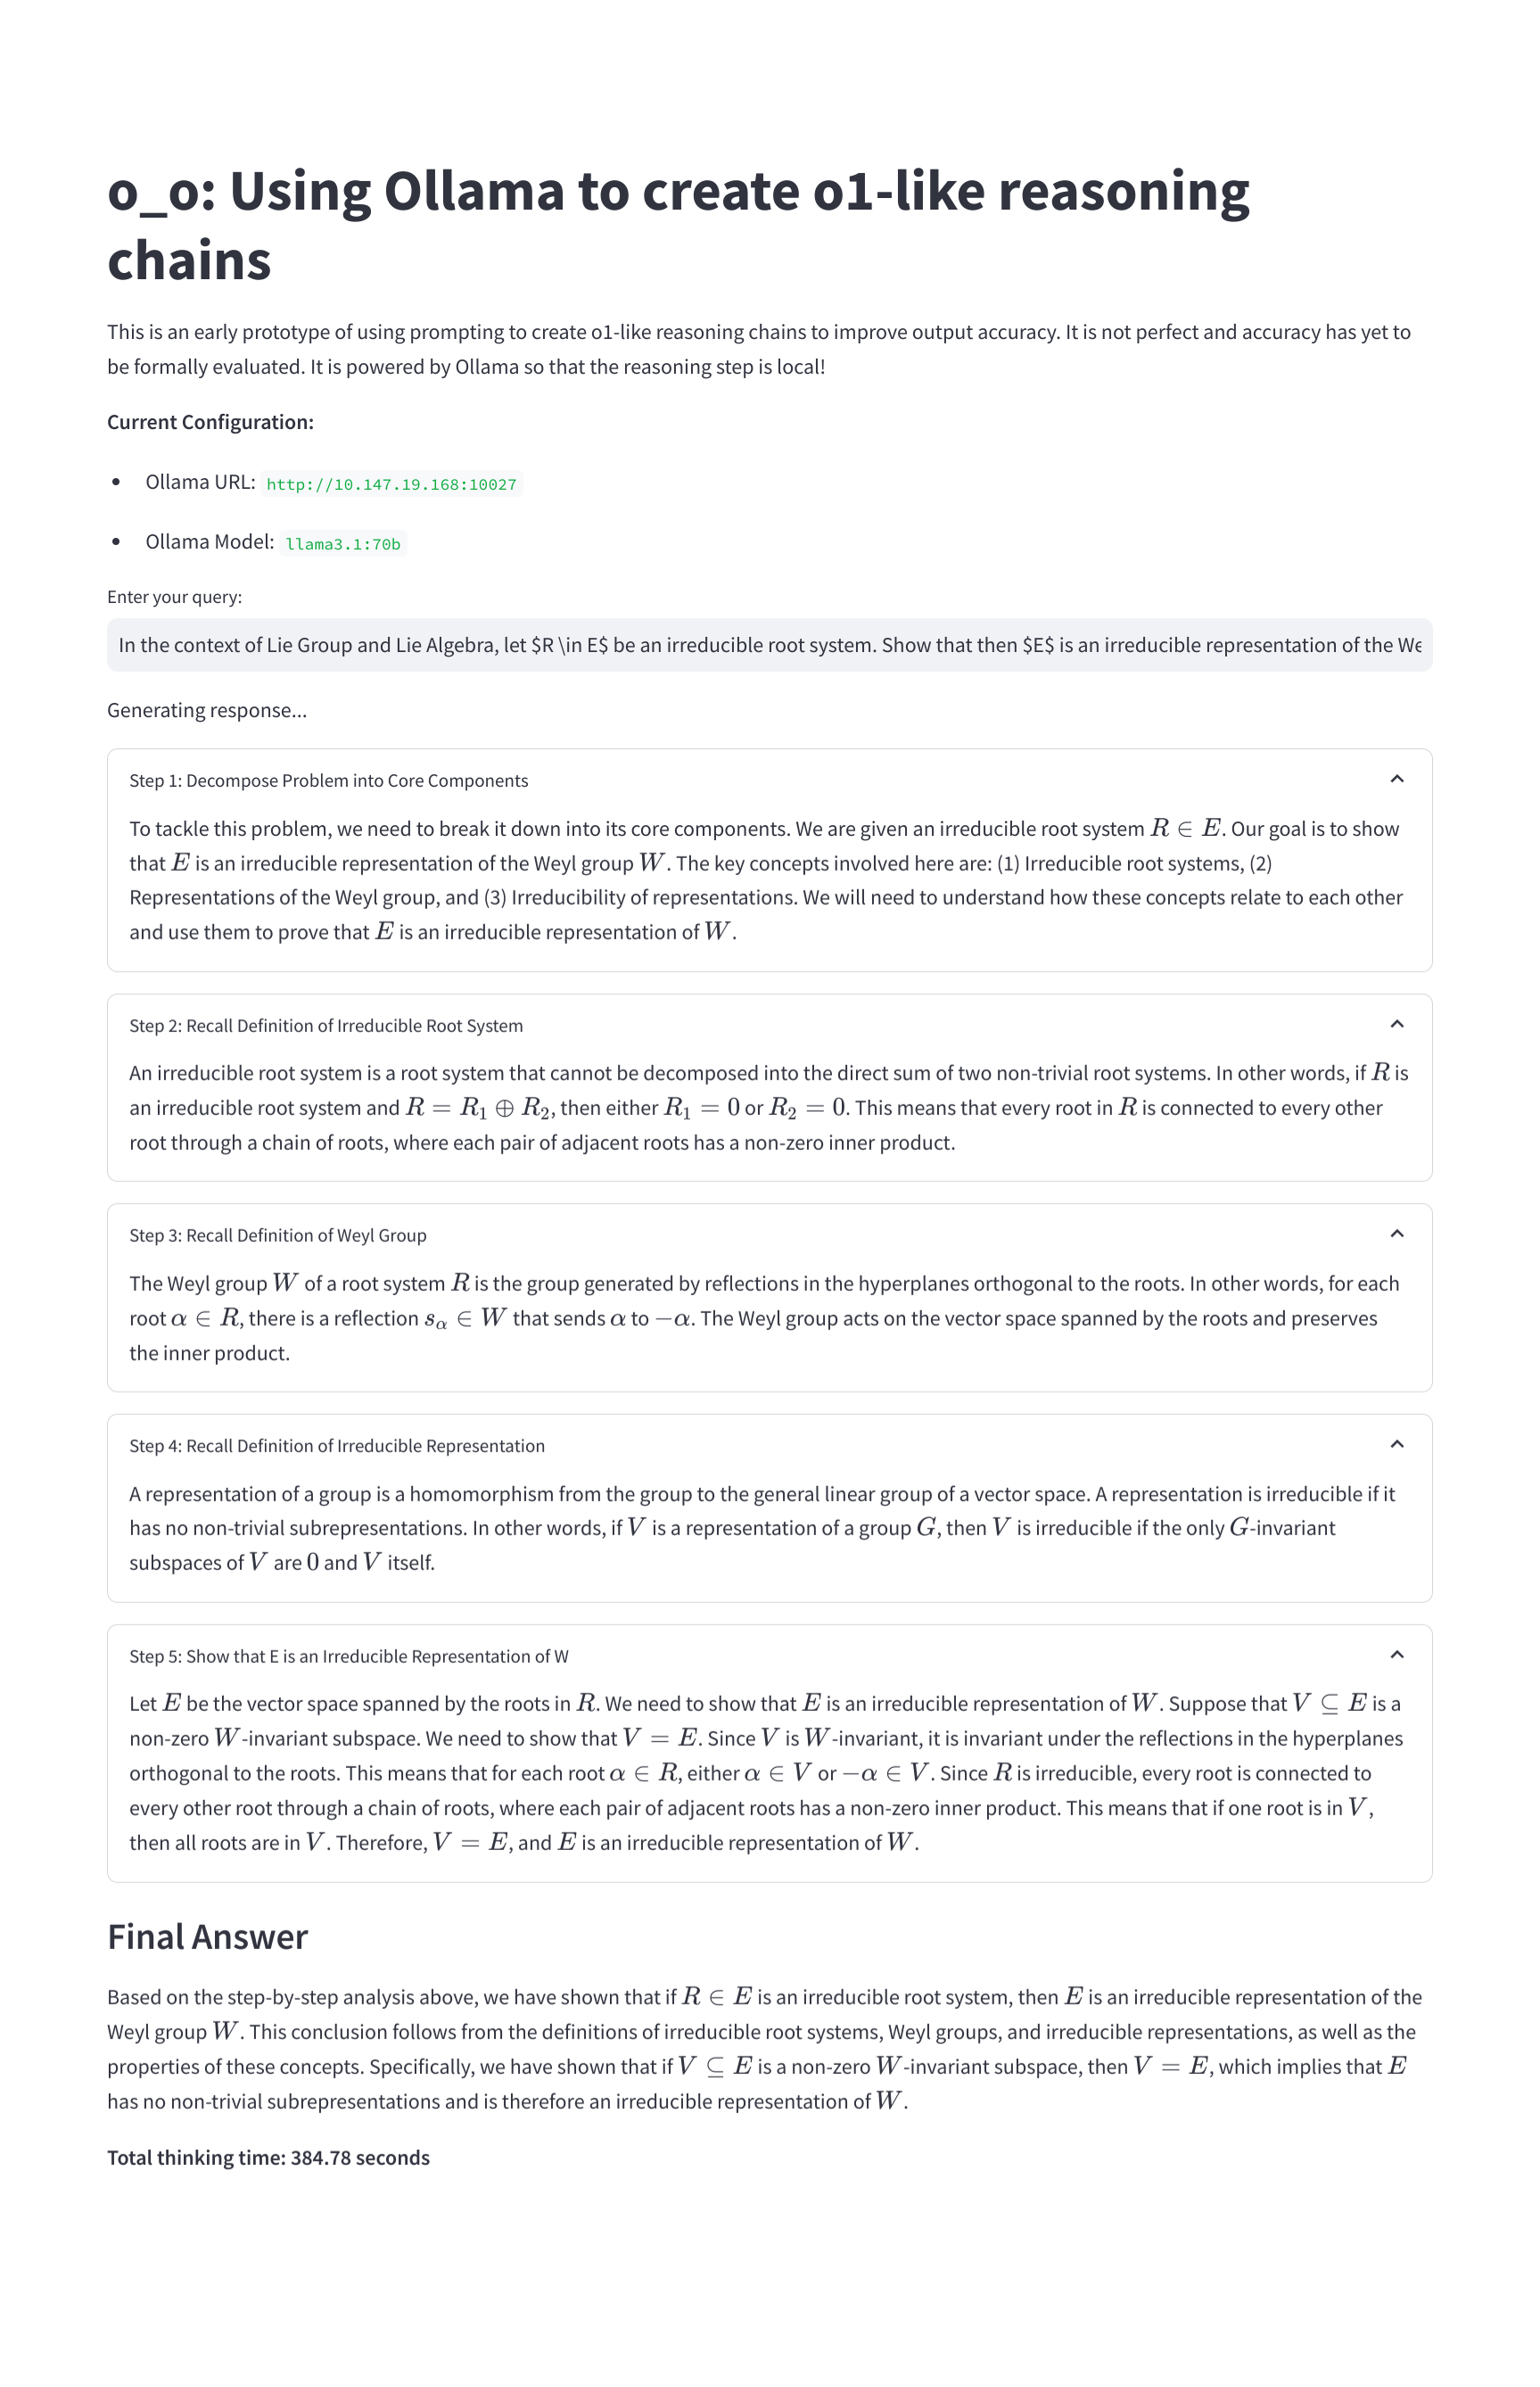 o_o: Using Ollama to create o1-like reasoning
chains
This is an early prototype of using prompting to create o1-like reasoning chains to improve output accuracy. It is not perfect and accuracy has yet to
be formally evaluated. It is powered by Ollama so that the reasoning step is local!
Current Configuration:
• Ollama URL: http://10.147.19.168:10027
• Ollama Model: llama3.1:70b
Enter your query:
In the context of Lie Group and Lie Algebra, let $R \in E$ be an irreducible root system. Show that then $E$ is an irreducible representation of the We
Generating response...
Step 1: Decompose Problem into Core Components
To tackle this problem, we need to break it down into its core components. We are given an irreducible root system R ∈ E. Our goal is to show
that E is an irreducible representation of the Weyl group W. The key concepts involved here are: (1) Irreducible root systems, (2)
Representations of the Weyl group, and (3) Irreducibility of representations. We will need to understand how these concepts relate to each other
and use them to prove that E is an irreducible representation of W.
Step 2: Recall Definition of Irreducible Root System
An irreducible root system is a root system that cannot be decomposed into the direct sum of two non-trivial root systems. In other words, if R is
an irreducible root system and R = R₁ ⊕ R₂, then either R₁ = 0 or R₂ = 0. This means that every root in R is connected to every other
root through a chain of roots, where each pair of adjacent roots has a non-zero inner product.
Step 3: Recall Definition of Weyl Group
The Weyl group W of a root system R is the group generated by reflections in the hyperplanes orthogonal to the roots. In other words, for each
root α ∈ R, there is a reflection s_α ∈ W that sends α to −α. The Weyl group acts on the vector space spanned by the roots and preserves
the inner product.
Step 4: Recall Definition of Irreducible Representation
A representation of a group is a homomorphism from the group to the general linear group of a vector space. A representation is irreducible if it
has no non-trivial subrepresentations. In other words, if V is a representation of a group G, then V is irreducible if the only G-invariant
subspaces of V are 0 and V itself.
Step 5: Show that E is an Irreducible Representation of W
Let E be the vector space spanned by the roots in R. We need to show that E is an irreducible representation of W. Suppose that V ⊆ E is a
non-zero W-invariant subspace. We need to show that V = E. Since V is W-invariant, it is invariant under the reflections in the hyperplanes
orthogonal to the roots. This means that for each root α ∈ R, either α ∈ V or −α ∈ V. Since R is irreducible, every root is connected to
every other root through a chain of roots, where each pair of adjacent roots has a non-zero inner product. This means that if one root is in V,
then all roots are in V. Therefore, V = E, and E is an irreducible representation of W.
Final Answer
Based on the step-by-step analysis above, we have shown that if R ∈ E is an irreducible root system, then E is an irreducible representation of the
Weyl group W. This conclusion follows from the definitions of irreducible root systems, Weyl groups, and irreducible representations, as well as the
properties of these concepts. Specifically, we have shown that if V ⊆ E is a non-zero W-invariant subspace, then V = E, which implies that E
has no non-trivial subrepresentations and is therefore an irreducible representation of W.
Total thinking time: 384.78 seconds